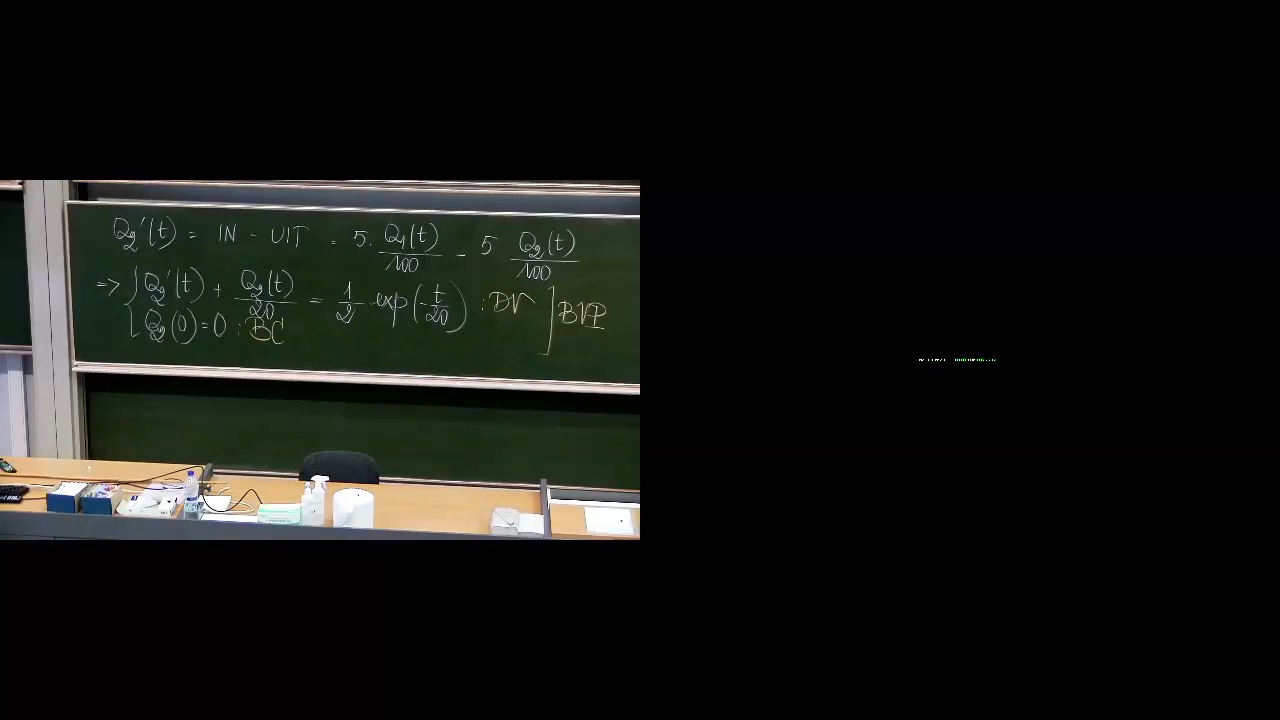 Q₂'(t) = IN - UIT = 5 · Q₁(t)/100 - 5 · Q₂(t)/100
=> { Q₂'(t) + Q₂(t)/20 = 1/2 exp(-t/20) : DV ] BVP
Q₂(0) = 0 : BC